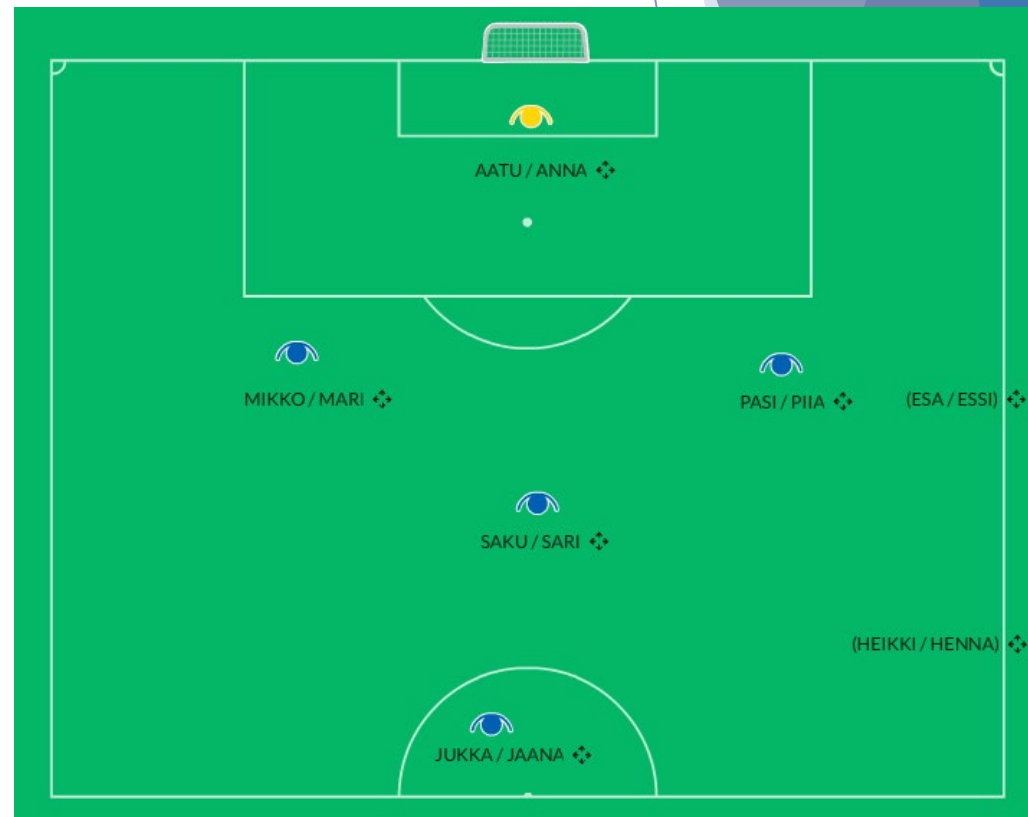 AATU / ANNA
MIKKO / MARI
PASI / PIIA
(ESA / ESSI)
SAKU / SARI
(HEIKKI / HENNA)
JUKKA / JAANA